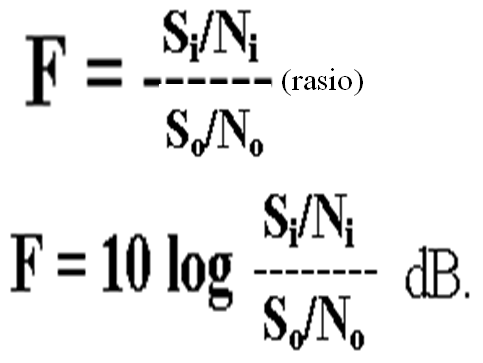 Si/Ni
F = -------- (rasio)
So/No
Si/Ni
F = 10 log --------- dB.
So/No